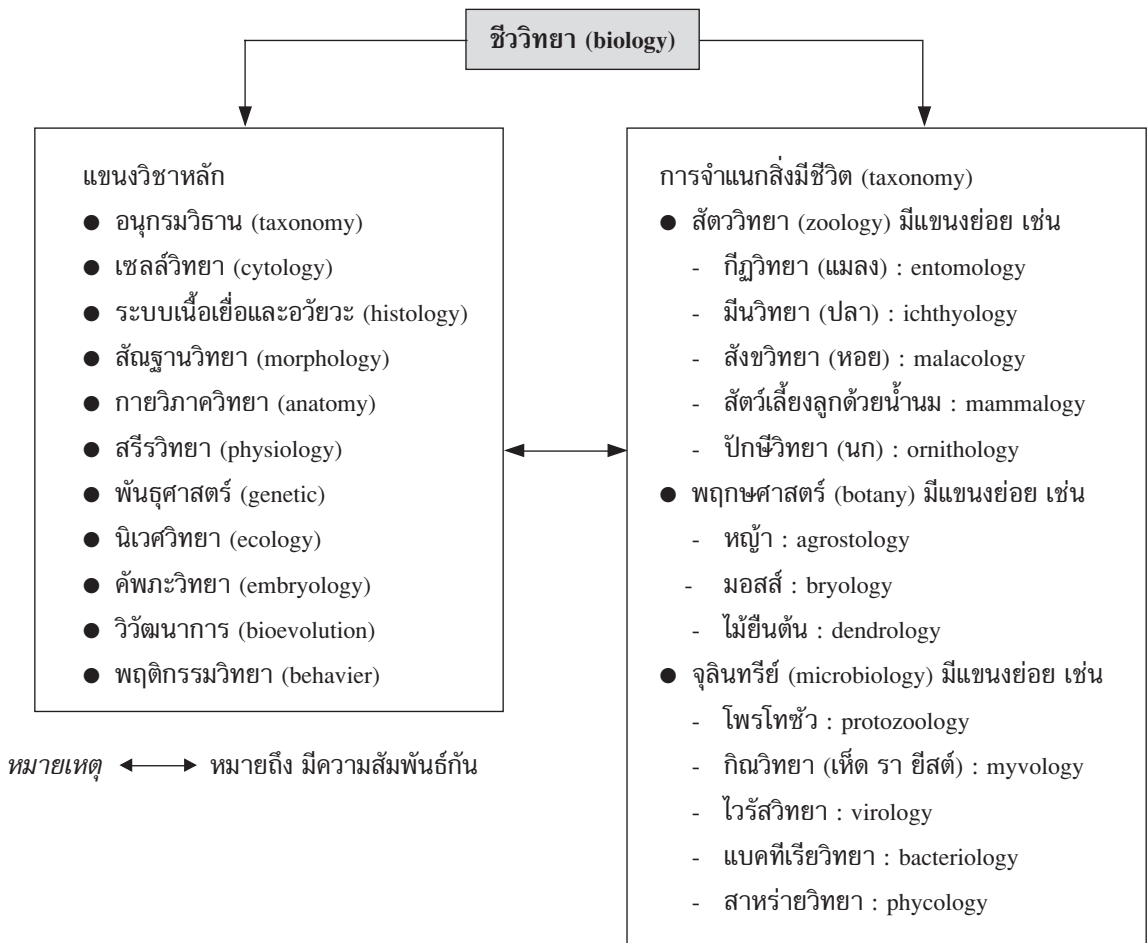 ชีววิทยา (biology)
แขนงวิชาหลัก
● อนุกรมวิธาน (taxonomy)
● เซลล์วิทยา (cytology)
● ระบบเนื้อเยื่อและอวัยวะ (histology)
● สัณฐานวิทยา (morphology)
● กายวิภาควิทยา (anatomy)
● สรีรวิทยา (physiology)
● พันธุศาสตร์ (genetic)
● นิเวศวิทยา (ecology)
● คัพภะวิทยา (embryology)
● วิวัฒนาการ (bioevolution)
● พฤติกรรมวิทยา (behavier)
หมายเหตุ ⟷ หมายถึง มีความสัมพันธ์กัน
การจำแนกสิ่งมีชีวิต (taxonomy)
● สัตววิทยา (zoology) มีแขนงย่อย เช่น
- กีฏวิทยา (แมลง) : entomology
- มีนวิทยา (ปลา) : ichthyology
- สังขวิทยา (หอย) : malacology
- สัตว์เลี้ยงลูกด้วยน้ำนม : mammalogy
- ปักษีวิทยา (นก) : ornithology
● พฤกษศาสตร์ (botany) มีแขนงย่อย เช่น
- หญ้า : agrostology
- มอสส์ : bryology
- ไม้ยืนต้น : dendrology
● จุลินทรีย์ (microbiology) มีแขนงย่อย เช่น
- โพรโทซัว : protozoology
- กิณวิทยา (เห็ด รา ยีสต์) : myvology
- ไวรัสวิทยา : virology
- แบคทีเรียวิทยา : bacteriology
- สาหร่ายวิทยา : phycology